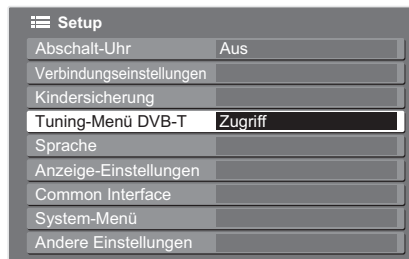 Setup
Abschalt-Uhr Aus
Verbindungseinstellungen
Kindersicherung
Tuning-Menü DVB-T Zugriff
Sprache
Anzeige-Einstellungen
Common Interface
System-Menü
Andere Einstellungen